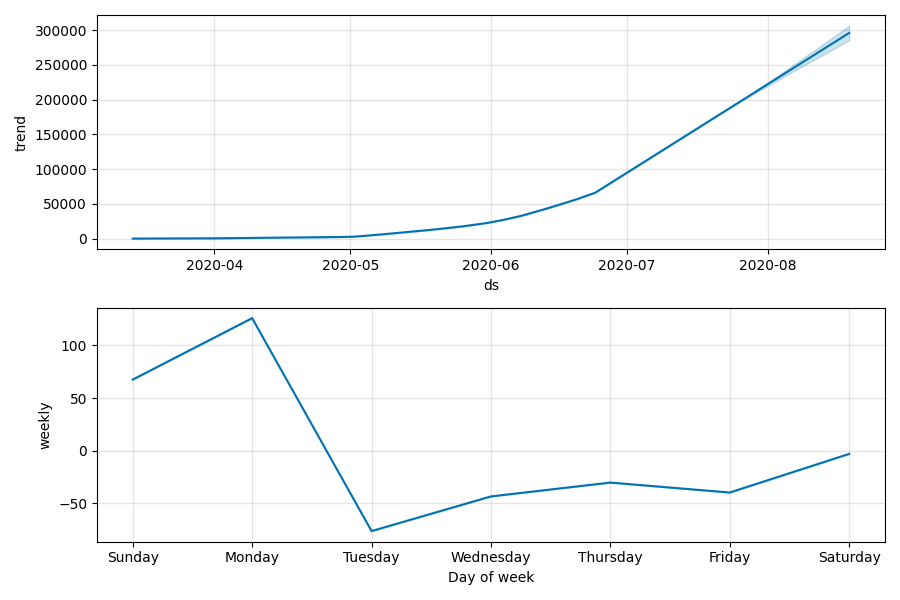 300000
250000
200000
150000
100000
50000
0
trend
2020-04 2020-05 2020-06 2020-07 2020-08
ds
100
50
0
−50
weekly
Sunday Monday Tuesday Wednesday Thursday Friday Saturday
Day of week